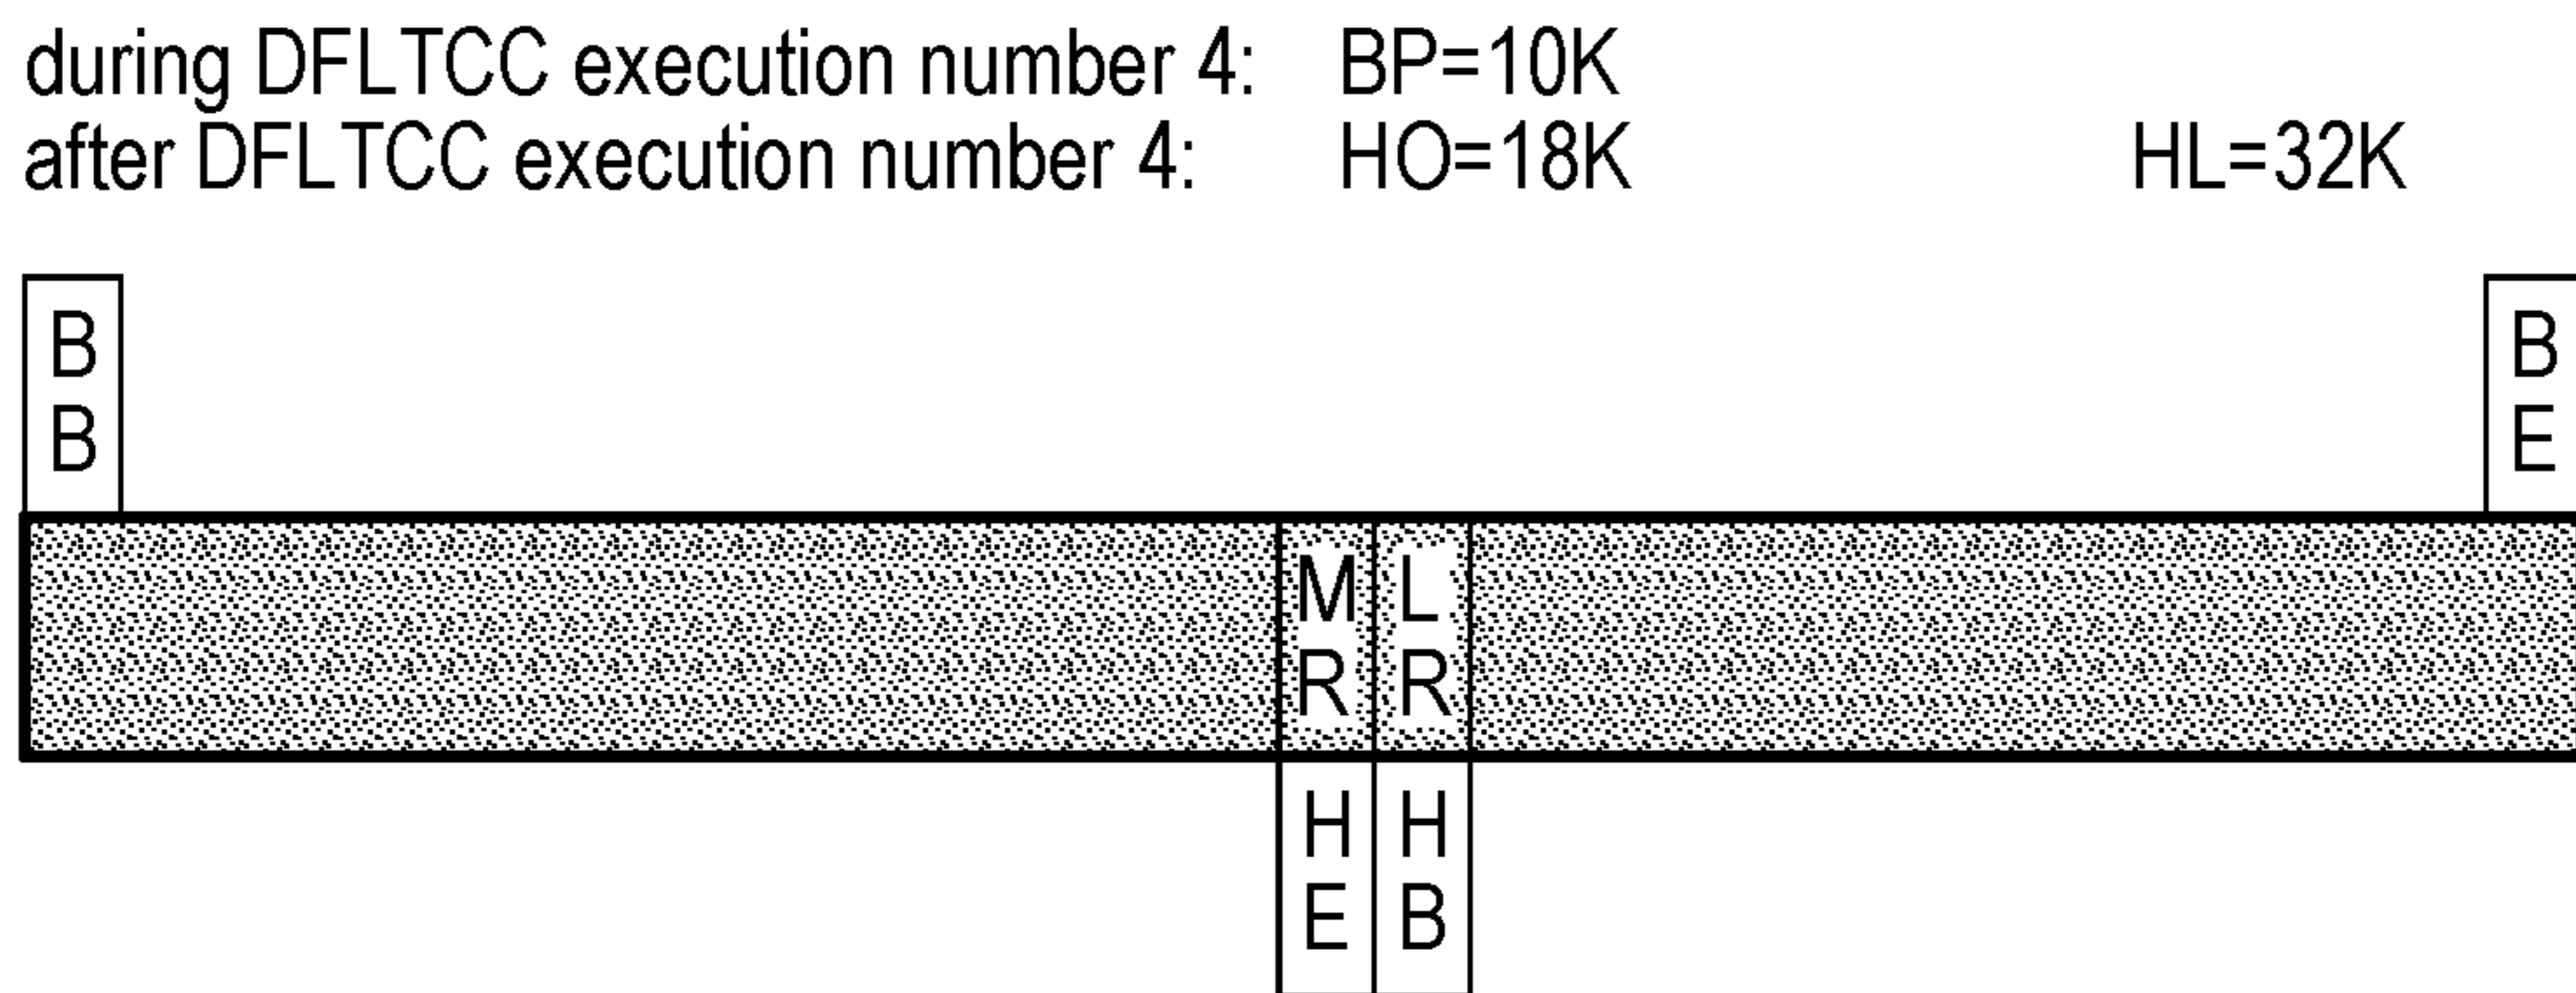 during DFLTCC execution number 4: BP=10K
after DFLTCC execution number 4: HO=18K HL=32K
B B
B E
M L
R R
H H
E B